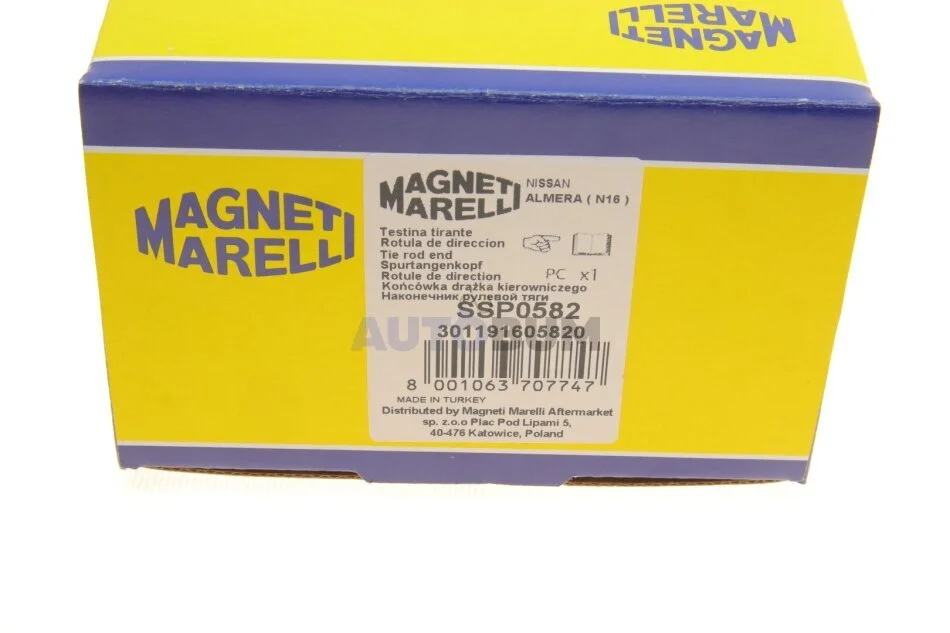 MAGNETI
MARELLI
MAGNETI
MARELLI
MAGNETI
MARELLI
NISSAN
ALMERA ( N16 )
Testina tirante
Rotula de direccion
Tie rod end
Spurtangenkopf
Rotule de direction
Końcówka drążka kierowniczego
Наконечник рулевой тяги
PC x1
SSP0582
301191605820
AUTODUM
8 001063 707747
MADE IN TURKEY
Distributed by Magneti Marelli Aftermarket
sp. z.o.o Plac Pod Lipami 5,
40-476 Katowice, Poland